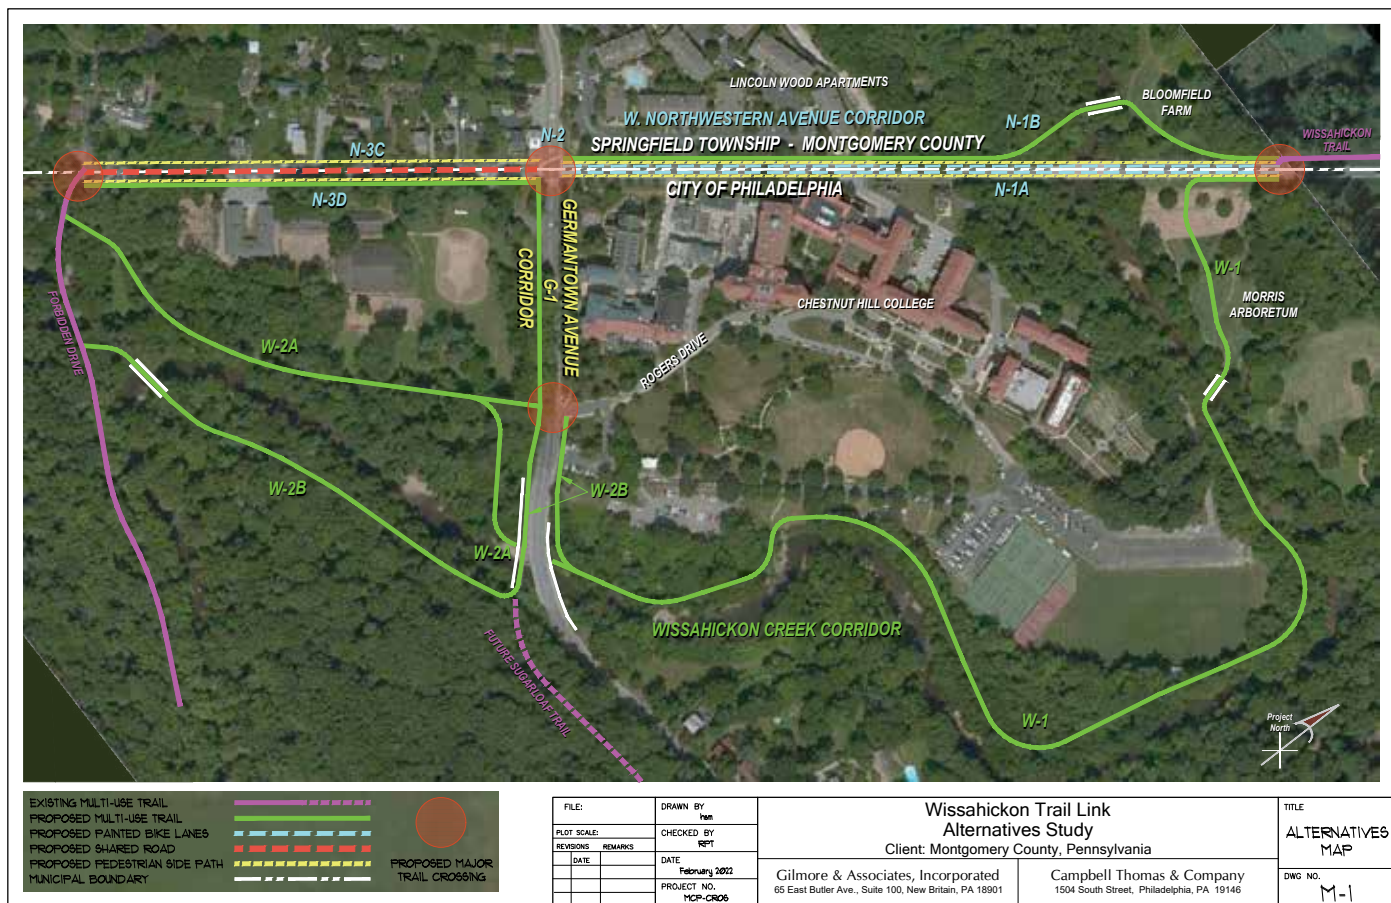 LINCOLN WOOD APARTMENTS
BLOOMFIELD
FARM
W. NORTHWESTERN AVENUE CORRIDOR
N-1B
N-2
SPRINGFIELD TOWNSHIP - MONTGOMERY COUNTY
WISSAHICKON
TRAIL
N-3C
CITY OF PHILADELPHIA
N-1A
N-3D
GERMANTOWN AVENUE
G-1
CORRIDOR
W-1
MORRIS
ARBORETUM
CHESTNUT HILL COLLEGE
FORBIDDEN DRIVE
W-2A
ROGERS DRIVE
W-2B
W-2B
W-2A
WISSAHICKON CREEK CORRIDOR
FUTURE SUGARLOAF TRAIL
W-1
Project
North
EXISTING MULTI-USE TRAIL
PROPOSED MULTI-USE TRAIL
PROPOSED PAINTED BIKE LANES
PROPOSED SHARED ROAD
PROPOSED PEDESTRIAN SIDE PATH
MUNICIPAL BOUNDARY
PROPOSED MAJOR
TRAIL CROSSING
FILE:
PLOT SCALE:
REVISIONS REMARKS
DATE
DRAWN BY
hsm
CHECKED BY
RPT
DATE
February 2022
PROJECT NO.
MCP-CR06
Wissahickon Trail Link
Alternatives Study
Client: Montgomery County, Pennsylvania
Gilmore & Associates, Incorporated
65 East Butler Ave., Suite 100, New Britain, PA 18901
Campbell Thomas & Company
1504 South Street, Philadelphia, PA 19146
TITLE
ALTERNATIVES
MAP
DWG NO.
M-1